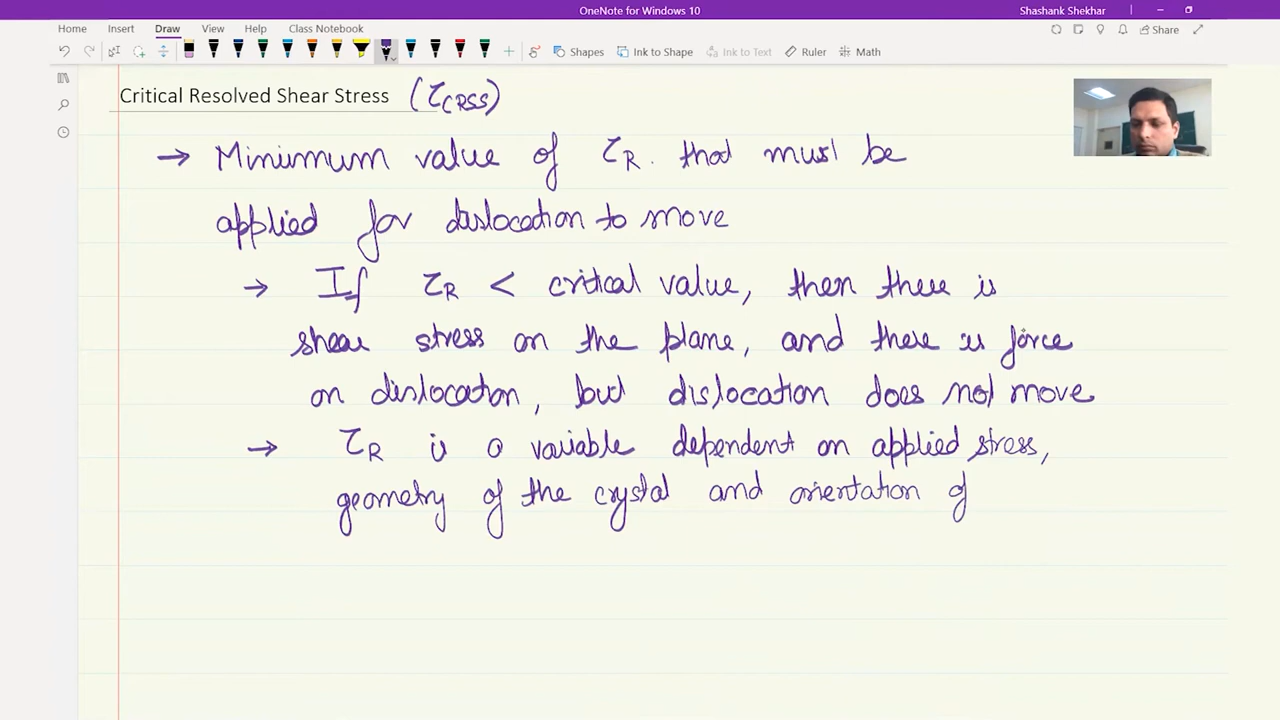 OneNote for Windows 10
Shashank Shekhar
Home Insert Draw View Help Class Notebook
Share
Shapes Ink to Shape Ink to Text Ruler Math
Critical Resolved Shear Stress (τCRSS)
→ Minimum value of τR. that must be
applied for dislocation to move
→ If τR < critical value, then there is
shear stress on the plane, and there is force
on dislocation, but dislocation does not move
→ τR is a variable dependent on applied stress,
geometry of the crystal and orientation of